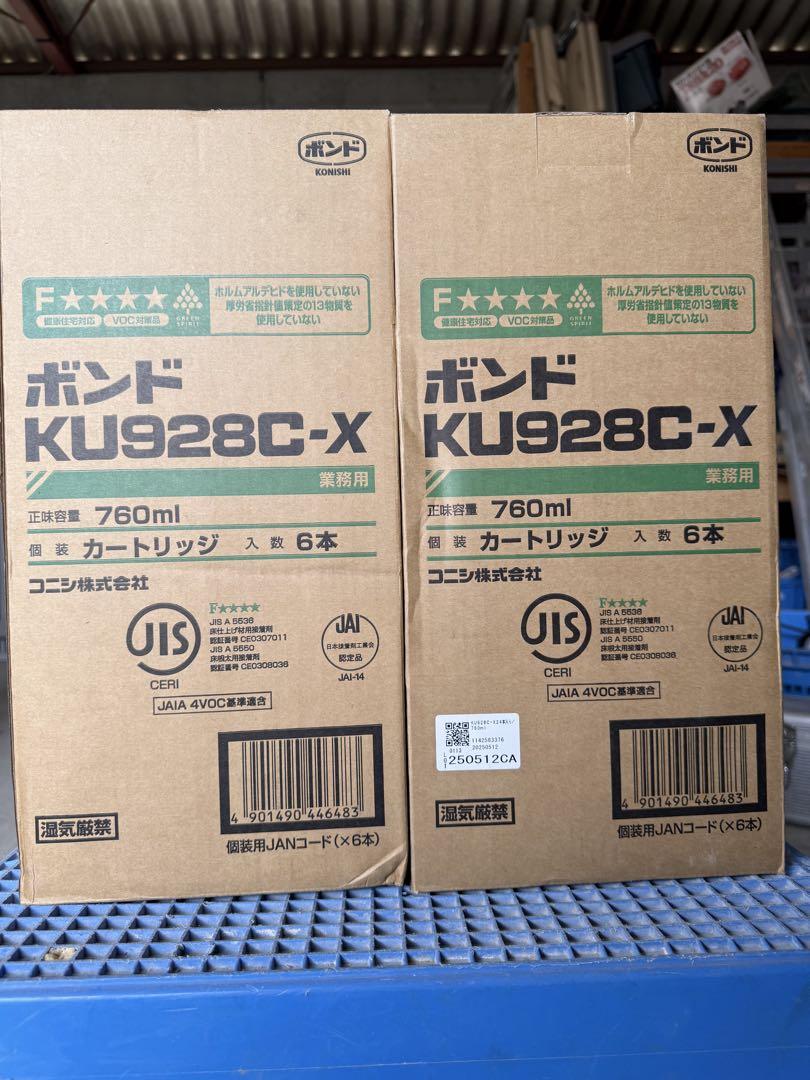 ボンド
KONISHI
F★★★★
健康住宅対応
VOC対策品
GREEN
SPIRIT
ホルムアルデヒドを使用していない
厚労省指針値策定の13物質を
使用していない
ボンド
KU928C-X
業務用
正味容量 760ml
個装 カートリッジ 入数 6本
コニシ株式会社
JIS
CERI
F★★★★
JIS A 5536
床仕上げ材用接着剤
認証番号 CE0307011
JIS A 5550
床根太用接着剤
認証番号 CE0308036
JAI
日本接着剤工業会
認定品
JAI-14
JAIA 4VOC基準適合
湿気厳禁
4 901490 446483
個装用JANコード(×6本)
ボンド
KONISHI
F★★★★
健康住宅対応
VOC対策品
GREEN
SPIRIT
ホルムアルデヒドを使用していない
厚労省指針値策定の13物質を
使用していない
ボンド
KU928C-X
業務用
正味容量 760ml
個装 カートリッジ 入数 6本
コニシ株式会社
JIS
CERI
F★★★★
JIS A 5536
床仕上げ材用接着剤
認証番号 CE0307011
JIS A 5550
床根太用接着剤
認証番号 CE0308036
JAI
日本接着剤工業会
認定品
JAI-14
JAIA 4VOC基準適合
760ml
1142583376
0113 20250512
LOT 250512CA
湿気厳禁
4 901490 446483
個装用JANコード(×6本)